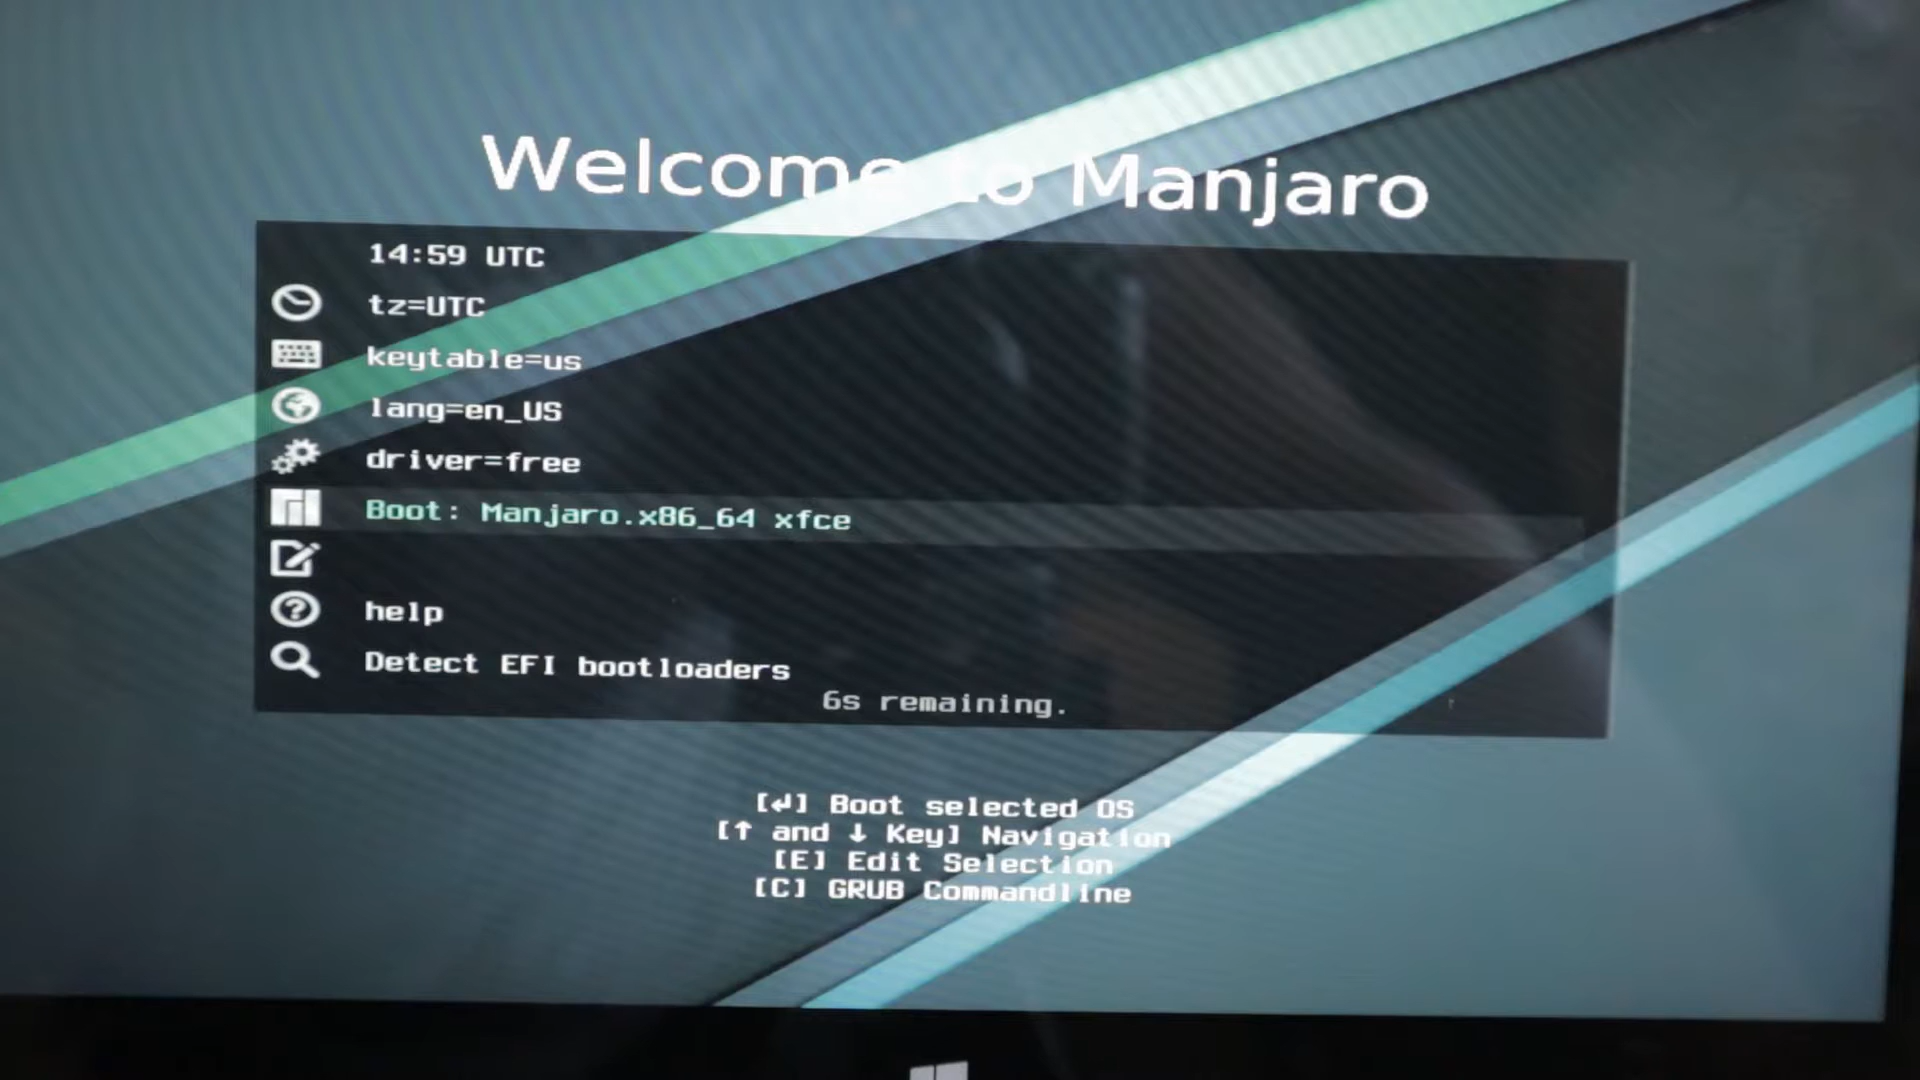 Welcome to Manjaro
14:59 UTC
tz=UTC
keytable=us
lang=en_US
driver=free
Boot: Manjaro.x86_64 xfce
help
Detect EFI bootloaders
6s remaining.
[↲] Boot selected OS
[↑ and ↓ Key] Navigation
[E] Edit Selection
[C] GRUB Commandline